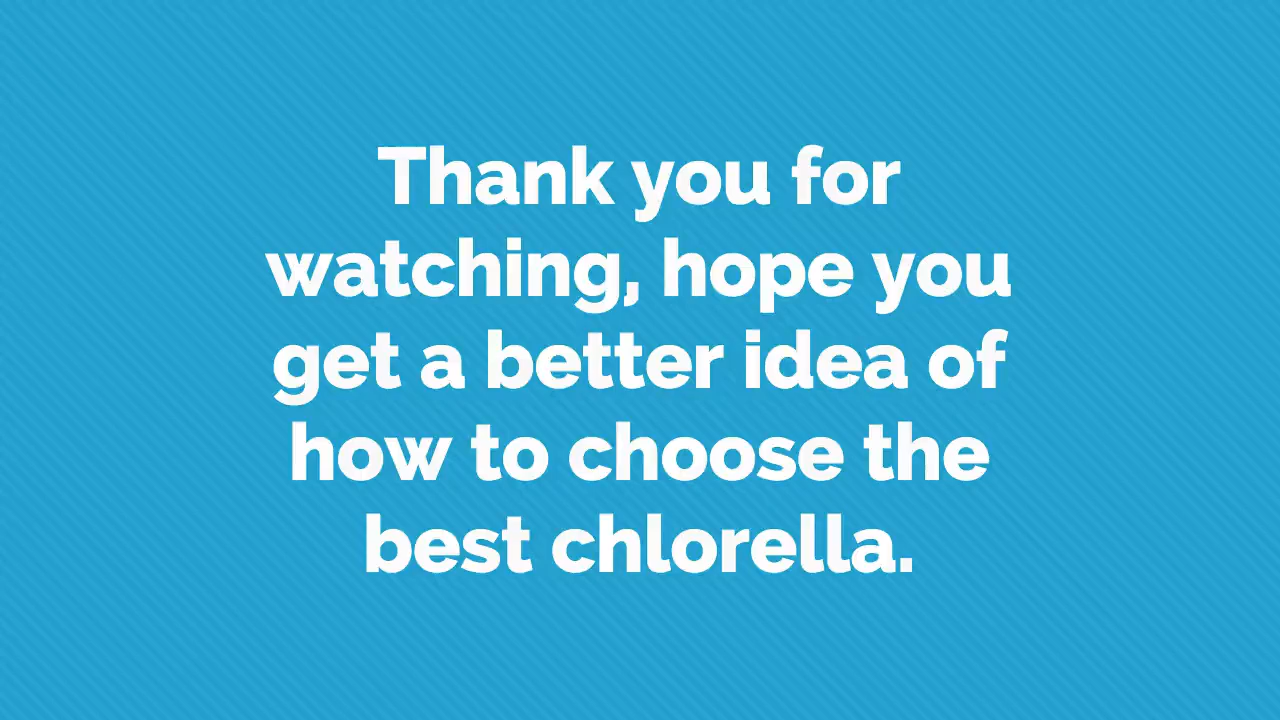 Thank you for
watching, hope you
get a better idea of
how to choose the
best chlorella.